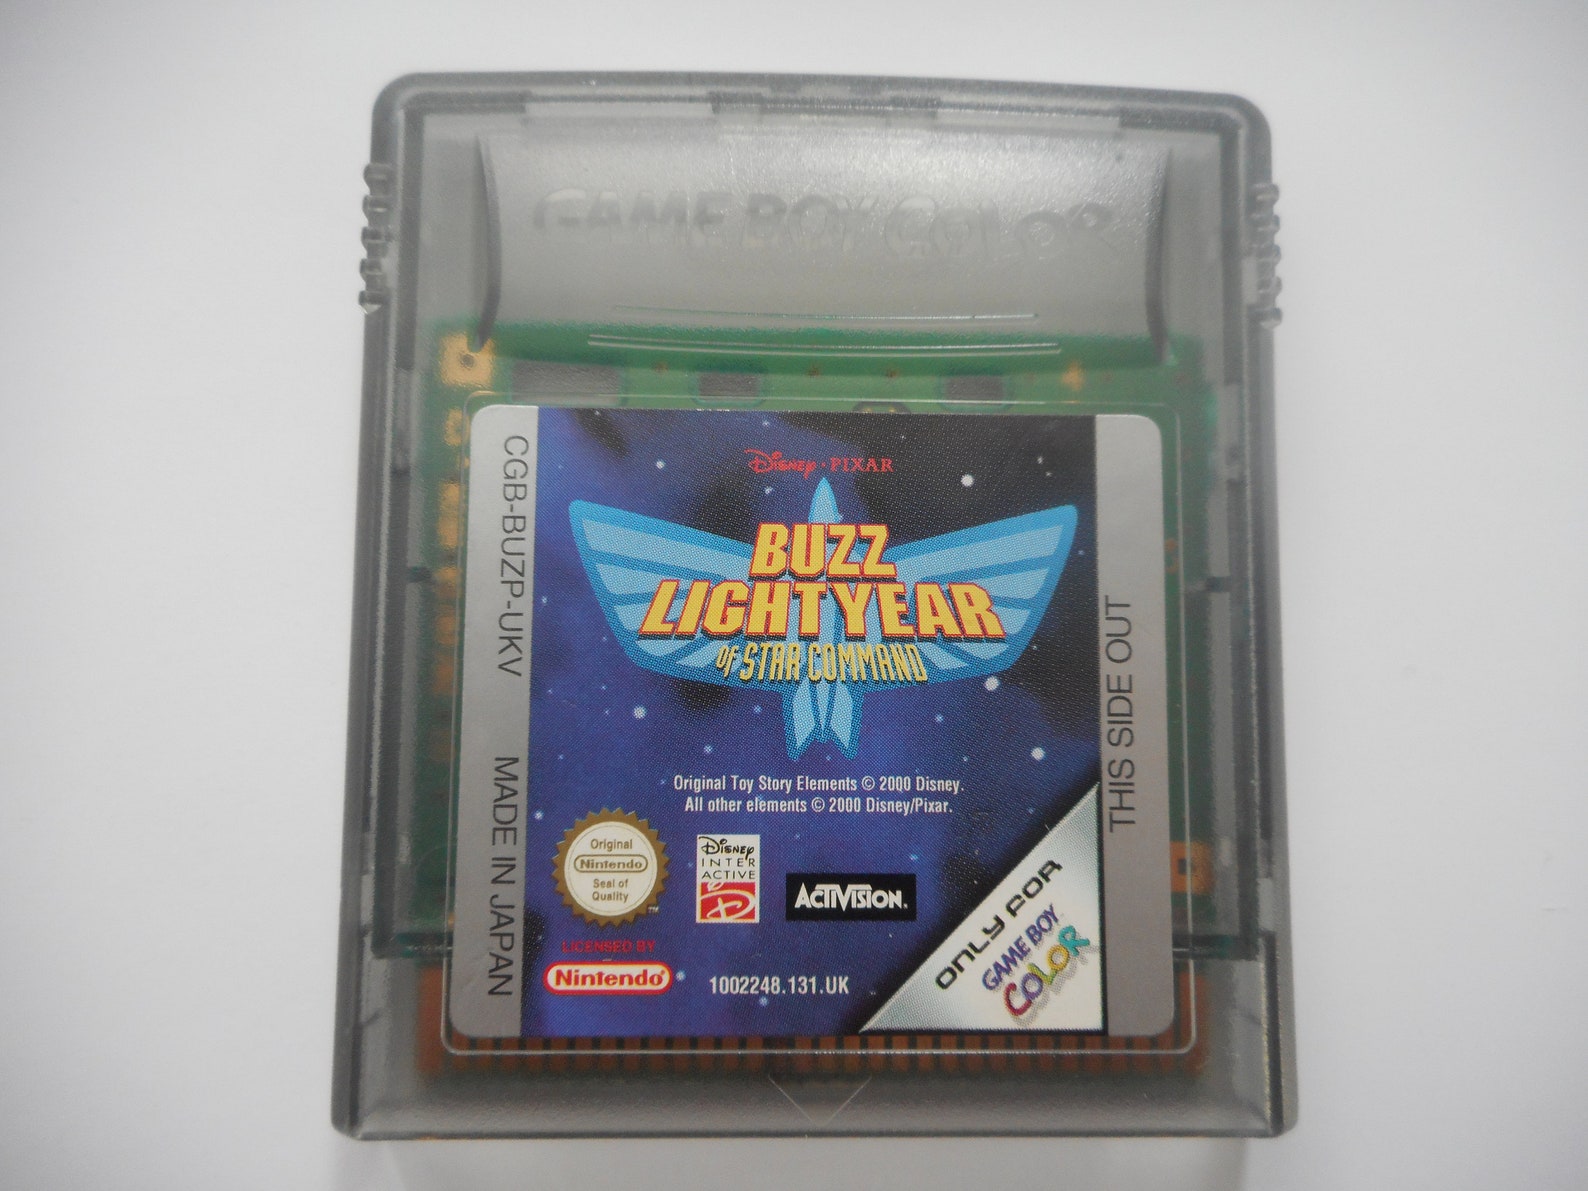 GAME BOY COLOR
CGB-BUZP-UKV MADE IN JAPAN
Disney · PIXAR
BUZZ
LIGHTYEAR
OF STAR COMMAND
Original Toy Story Elements © 2000 Disney.
All other elements © 2000 Disney/Pixar.
Original
Nintendo
Seal of
Quality
TM
LICENSED BY
Nintendo®
Disney
INTER
ACTIVE
D
ACTIVISION.
1002248.131.UK
ONLY FOR
GAME BOY
COLOR
THIS SIDE OUT